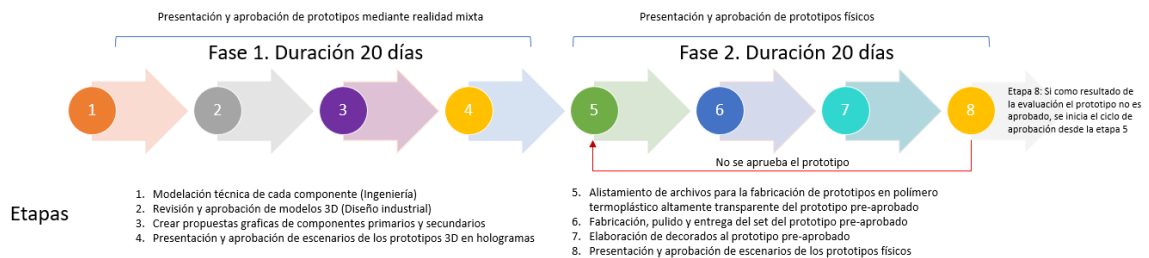 Presentación y aprobación de prototipos mediante realidad mixta
Presentación y aprobación de prototipos físicos
Fase 1. Duración 20 días
Fase 2. Duración 20 días
1
2
3
4
5
6
7
8
Etapa 8: Si como resultado de
la evaluación el prototipo no es
aprobado, se inicia el ciclo de
aprobación desde la etapa 5
No se aprueba el prototipo
Etapas
1. Modelación técnica de cada componente (Ingeniería)
2. Revisión y aprobación de modelos 3D (Diseño industrial)
3. Crear propuestas graficas de componentes primarios y secundarios
4. Presentación y aprobación de escenarios de los prototipos 3D en hologramas
5. Alistamiento de archivos para la fabricación de prototipos en polímero
termoplástico altamente transparente del prototipo pre-aprobado
6. Fabricación, pulido y entrega del set del prototipo pre-aprobado
7. Elaboración de decorados al prototipo pre-aprobado
8. Presentación y aprobación de escenarios de los prototipos físicos